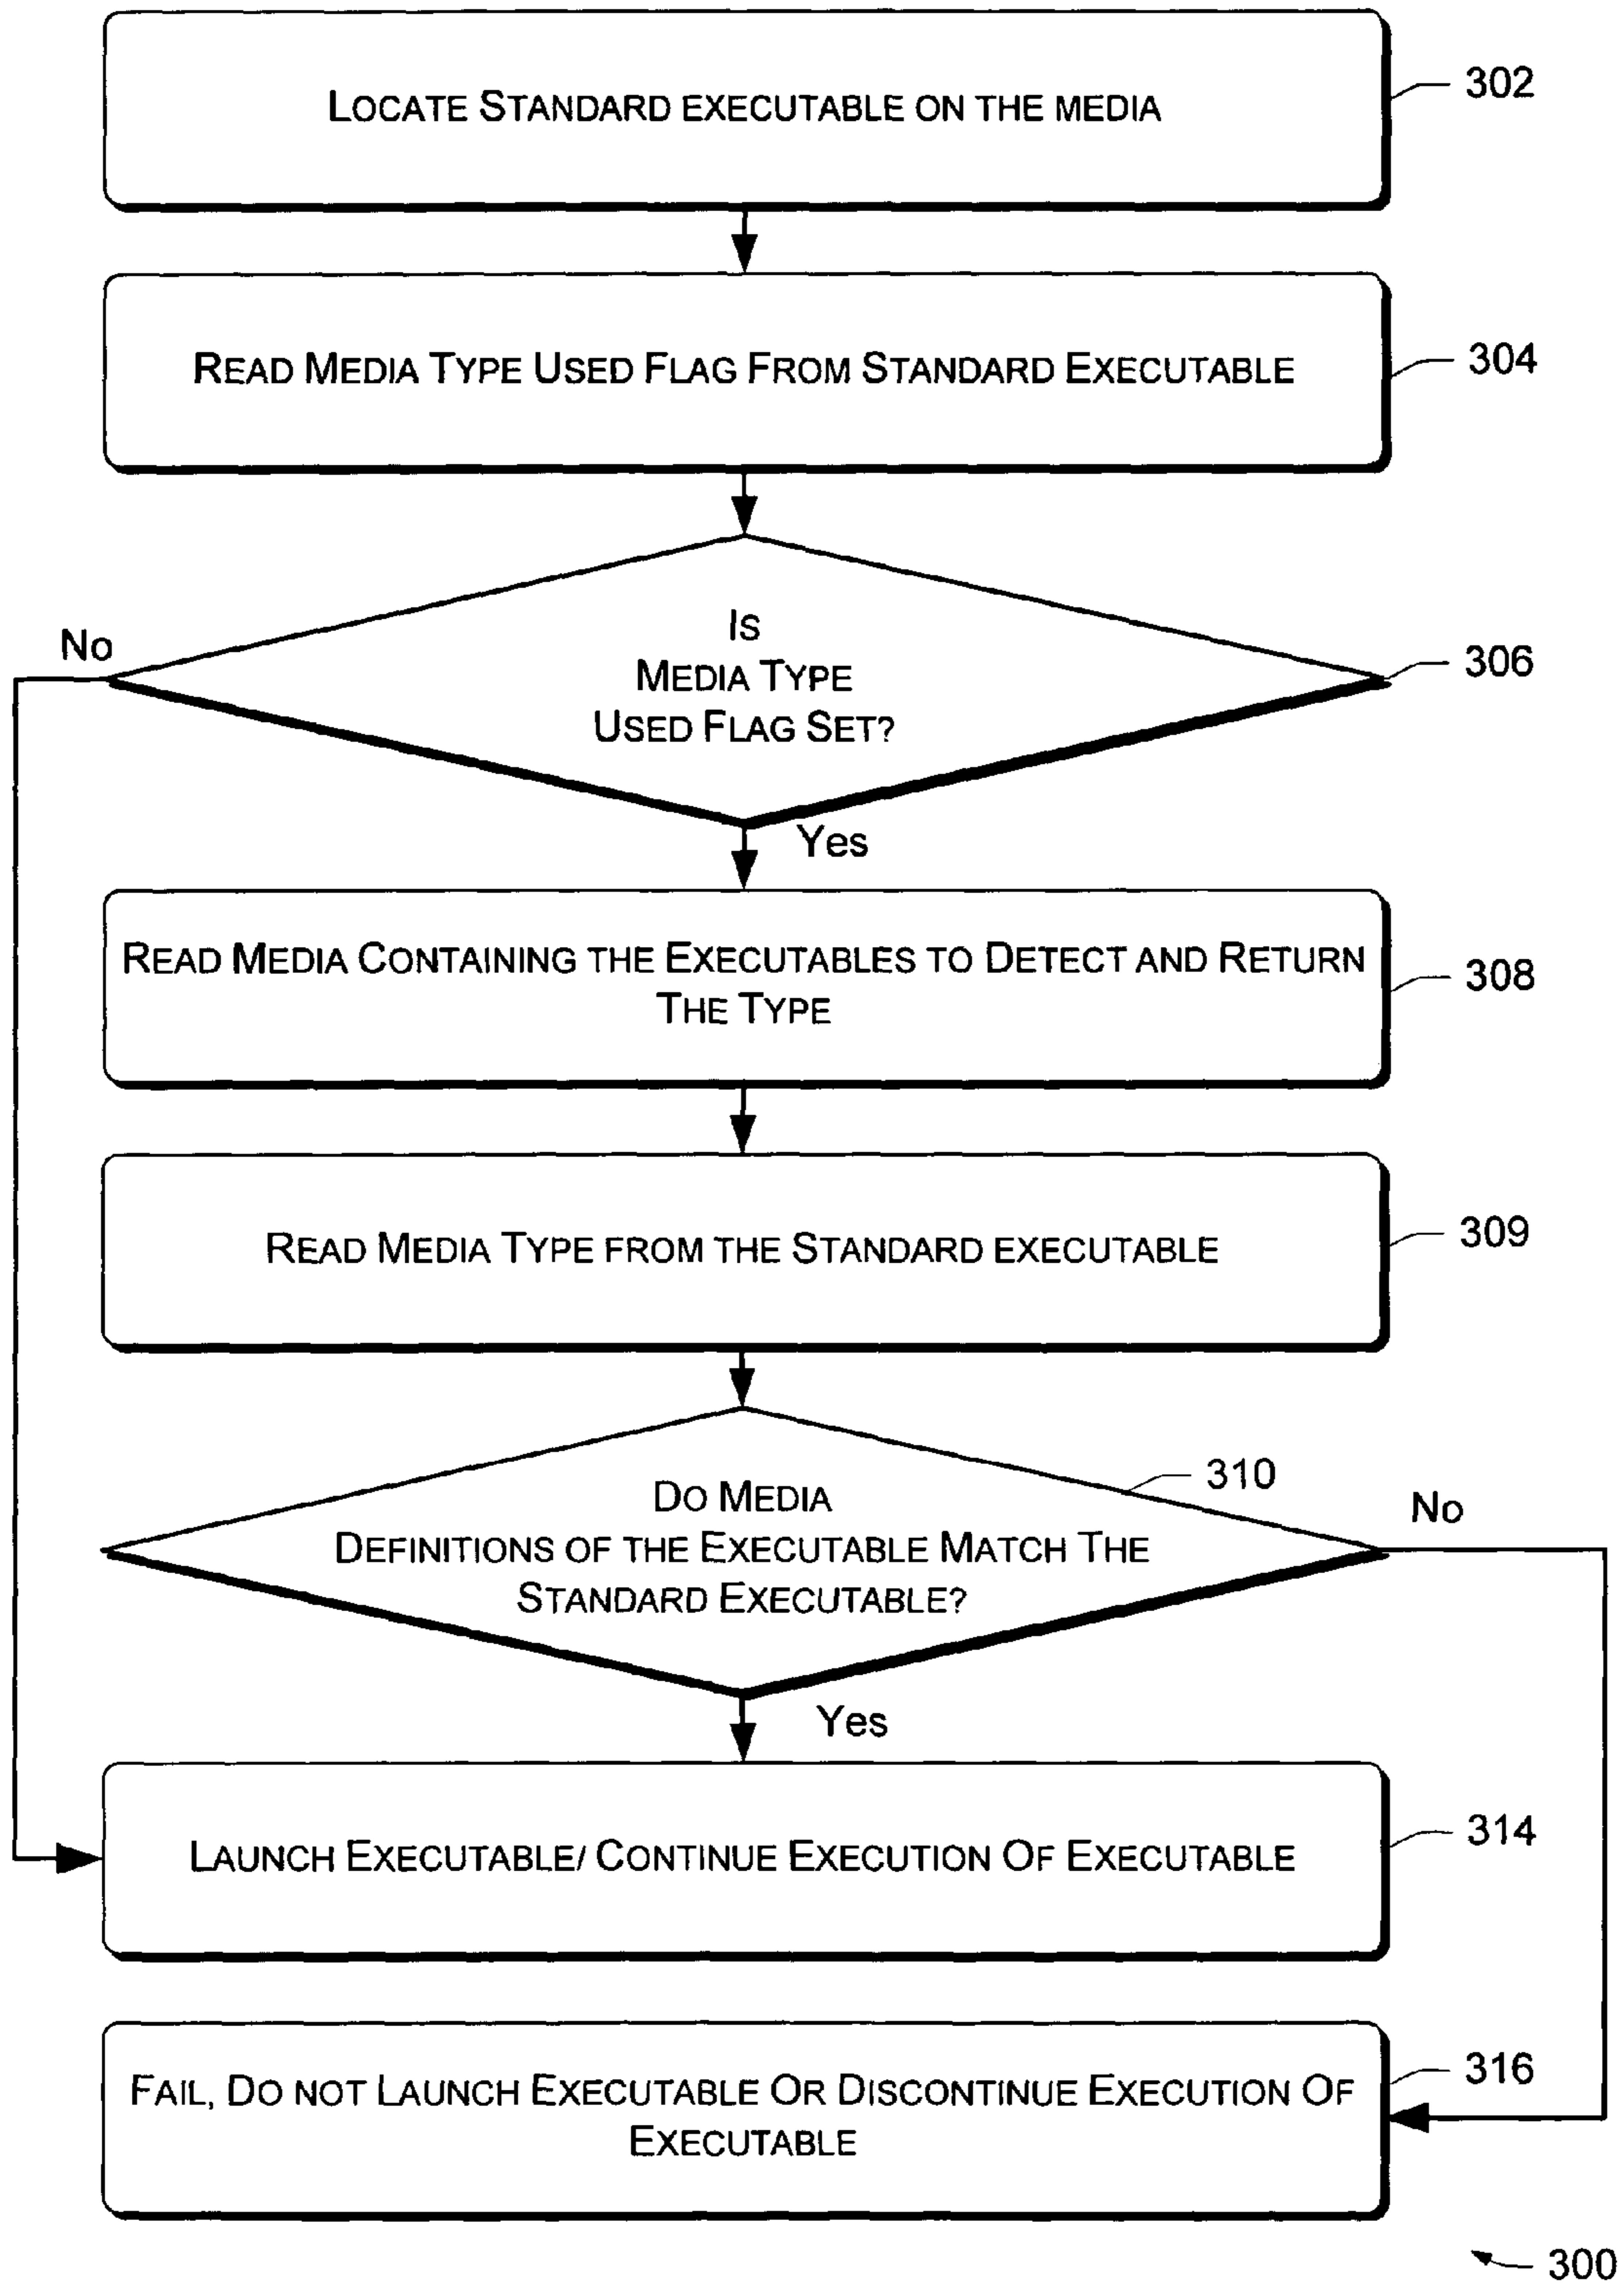 LOCATE STANDARD EXECUTABLE ON THE MEDIA
302
READ MEDIA TYPE USED FLAG FROM STANDARD EXECUTABLE
304
No
IS
MEDIA TYPE
USED FLAG SET?
306
Yes
READ MEDIA CONTAINING THE EXECUTABLES TO DETECT AND RETURN
THE TYPE
308
READ MEDIA TYPE FROM THE STANDARD EXECUTABLE
309
310
DO MEDIA
DEFINITIONS OF THE EXECUTABLE MATCH THE
STANDARD EXECUTABLE?
No
Yes
LAUNCH EXECUTABLE/ CONTINUE EXECUTION OF EXECUTABLE
314
FAIL, DO NOT LAUNCH EXECUTABLE OR DISCONTINUE EXECUTION OF
EXECUTABLE
316
300